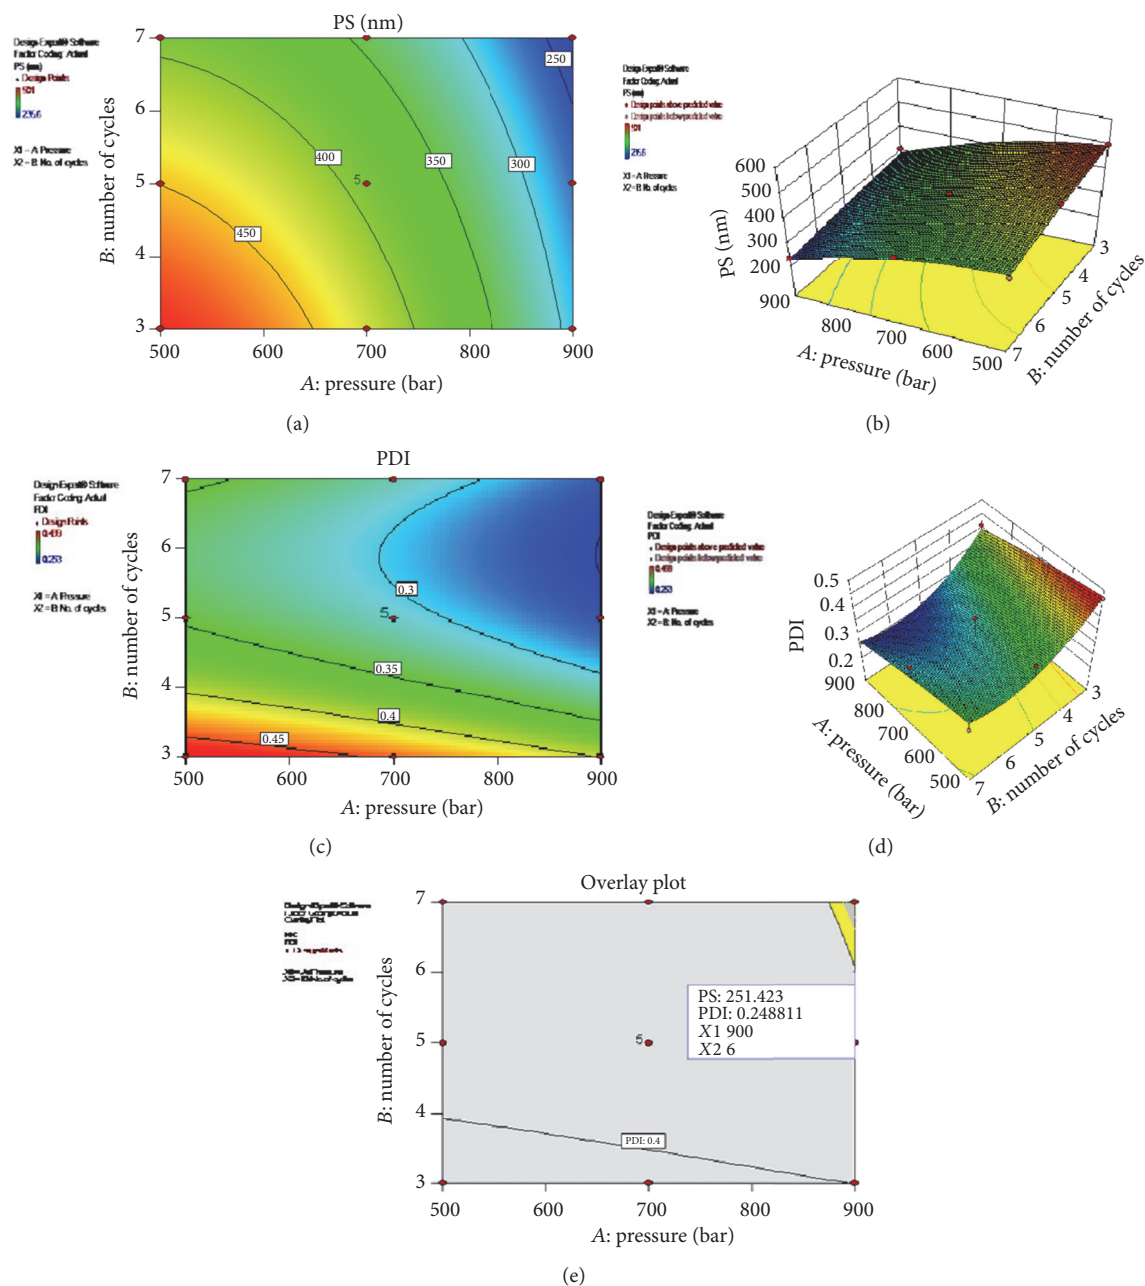 PS (nm)
Design-Expert® Software
Factor Coding: Actual
PS (nm)
Design Points
501
235.6
X1 = A: Pressure
X2 = B: No. of cycles
B: number of cycles
7
6
5
4
3
250
300
350
400
450
5
500 600 700 800 900
A: pressure (bar)
(a)
Design-Expert® Software
Factor Coding: Actual
PS (nm)
Design points above predicted value
Design points below predicted value
501
235.6
X1 = A: Pressure
X2 = B: No. of cycles
PS (nm)
600
500
400
300
200
900
800
700
600
500
A: pressure (bar)
7
6
5
4
3
B: number of cycles
(b)
PDI
Design-Expert® Software
Factor Coding: Actual
PDI
Design Points
0.253
X1 = A: Pressure
X2 = B: No. of cycles
B: number of cycles
7
6
5
4
3
0.3
0.35
0.4
0.45
5
500 600 700 800 900
A: pressure (bar)
(c)
Design-Expert® Software
Factor Coding: Actual
PDI
Design points above predicted value
Design points below predicted value
0.253
X1 = A: Pressure
X2 = B: No. of cycles
PDI
0.5
0.4
0.3
0.2
900
800
700
600
500
A: pressure (bar)
7
6
5
4
3
B: number of cycles
(d)
Overlay plot
Design-Expert® Software
Overlay Plot
PDI
B: number of cycles
7
6
5
4
3
PS: 251.423
PDI: 0.248811
X1 900
X2 6
5
PDI: 0.4
500 600 700 800 900
A: pressure (bar)
(e)